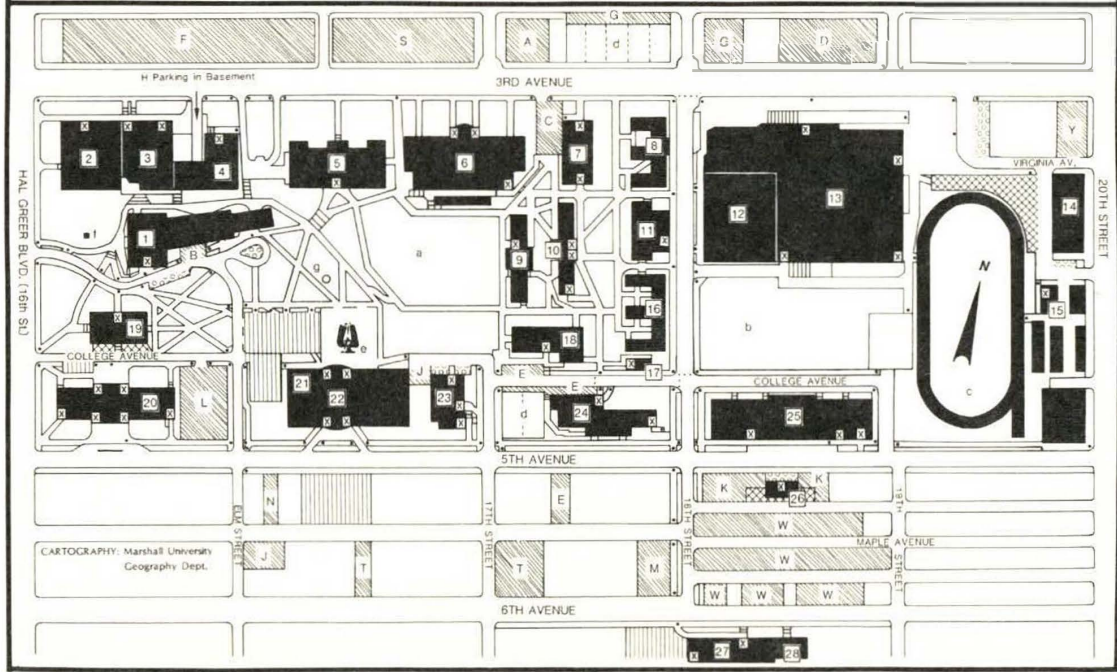 F
S
A
G
d
G
D
H Parking in Basement
3RD AVENUE
C
Y
2
3
4
5
6
7
8
VIRGINIA AV.
HAL GREER BLVD. (16th St.)
1
f
B
g
a
9
10
11
12
13
14
20TH STREET
N
15
16
19
COLLEGE AVENUE
e
18
17
b
c
J
E
E
COLLEGE AVENUE
20
L
21
22
23
d
24
25
5TH AVENUE
N
E
K
K
26
ELM STREET
17TH STREET
18TH STREET
19TH STREET
W
MAPLE AVENUE
CARTOGRAPHY: Marshall University
Geography Dept.
J
T
T
M
W
W
W
W
6TH AVENUE
27
28